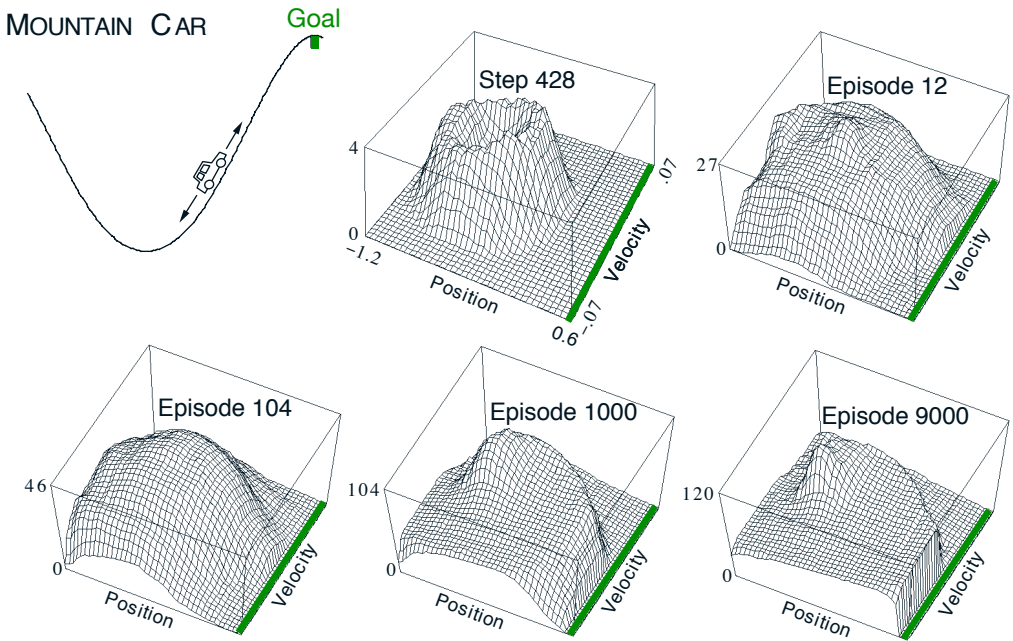 MOUNTAIN CAR
Goal
Step 428
4
0
-1.2
Position
0.6
-.07
Velocity
.07
Episode 12
27
0
Position
Velocity
Episode 104
46
0
Position
Velocity
Episode 1000
104
0
Position
Velocity
Episode 9000
120
0
Position
Velocity